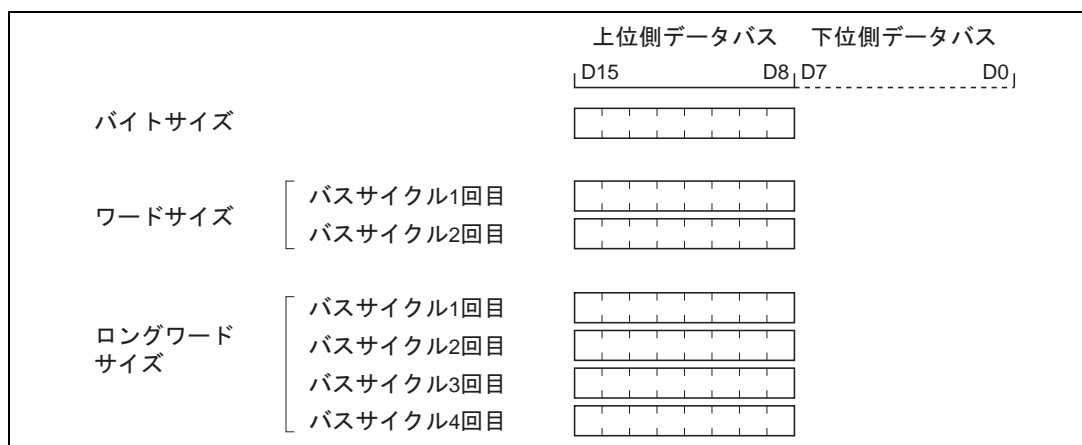 上位側データバス 下位側データバス
D15 D8 D7 D0
バイトサイズ
ワードサイズ
バスサイクル1回目
バスサイクル2回目
ロングワード
サイズ
バスサイクル1回目
バスサイクル2回目
バスサイクル3回目
バスサイクル4回目